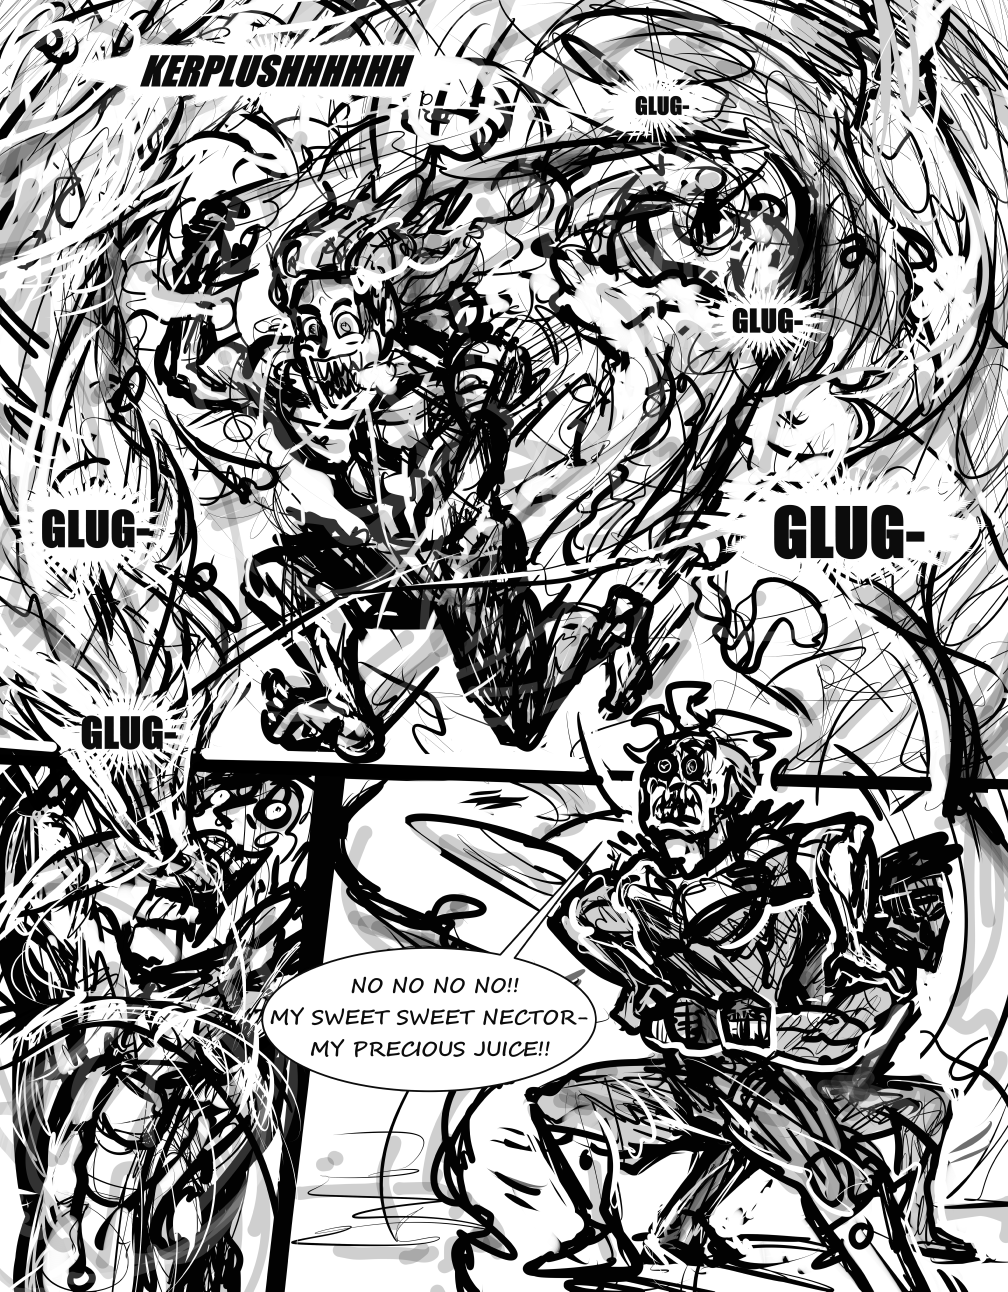 KERPLUSHHHHHH
GLUG-
GLUG-
GLUG-
GLUG-
GLUG-
NO NO NO NO!!
MY SWEET SWEET NECTOR-
MY PRECIOUS JUICE!!